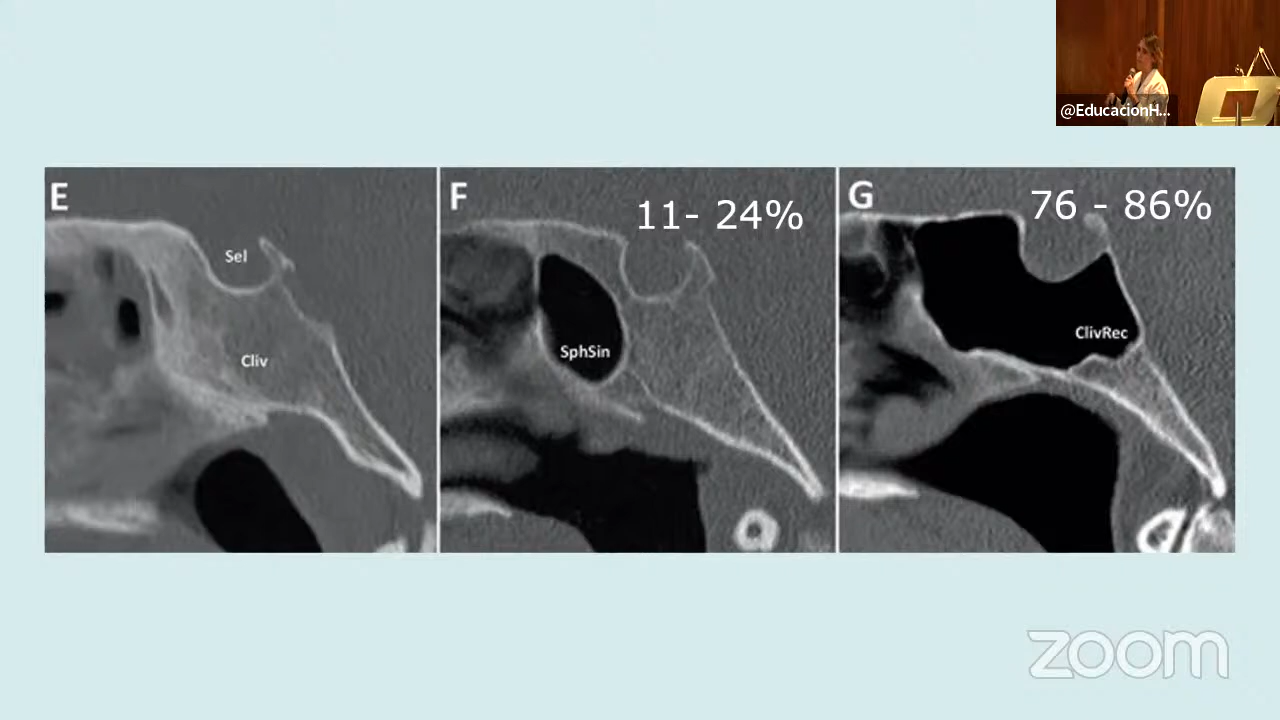 @EducacionH...
E
Sel
Cliv
F
11- 24%
SphSin
G
76 - 86%
ClivRec
zoom